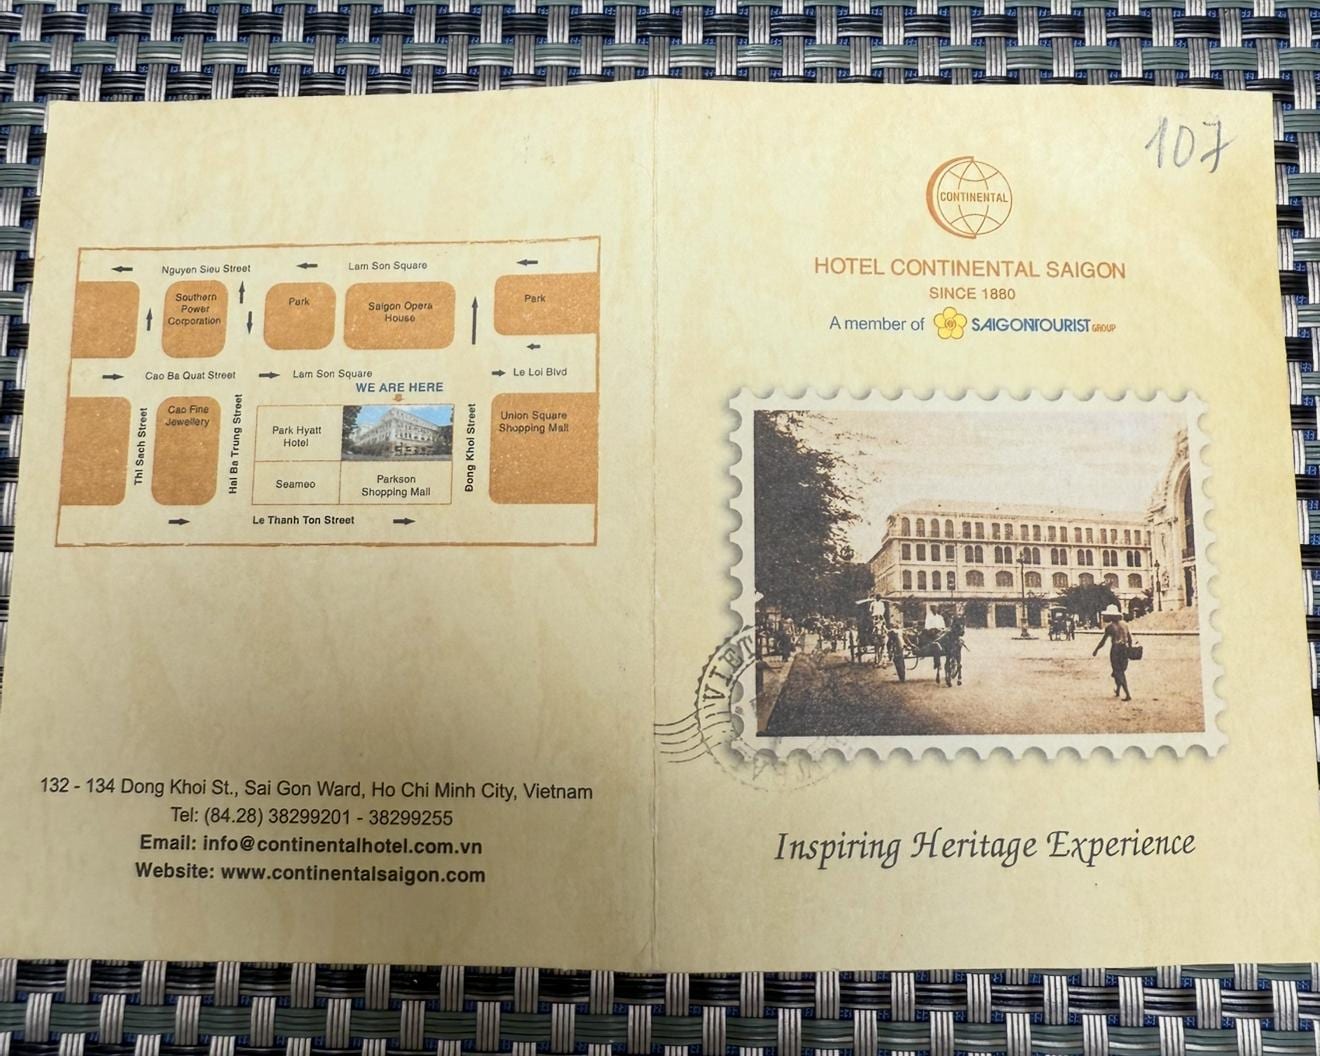 Nguyen Sieu Street
Lam Son Square
Southern
Power
Corporation
Park
Saigon Opera
House
Park
Cao Ba Quat Street
Lam Son Square
Le Loi Blvd
WE ARE HERE
Thi Sach Street
Cao Fine
Jewellery
Hai Ba Trung Street
Park Hyatt
Hotel
Seameo
Parkson
Shopping Mall
Dong Khoi Street
Union Square
Shopping Mall
Le Thanh Ton Street
132 - 134 Dong Khoi St., Sai Gon Ward, Ho Chi Minh City, Vietnam
Tel: (84.28) 38299201 - 38299255
Email: info@continentalhotel.com.vn
Website: www.continentalsaigon.com
107
CONTINENTAL
HOTEL CONTINENTAL SAIGON
SINCE 1880
A member of SAIGONTOURIST GROUP
VIET
Inspiring Heritage Experience